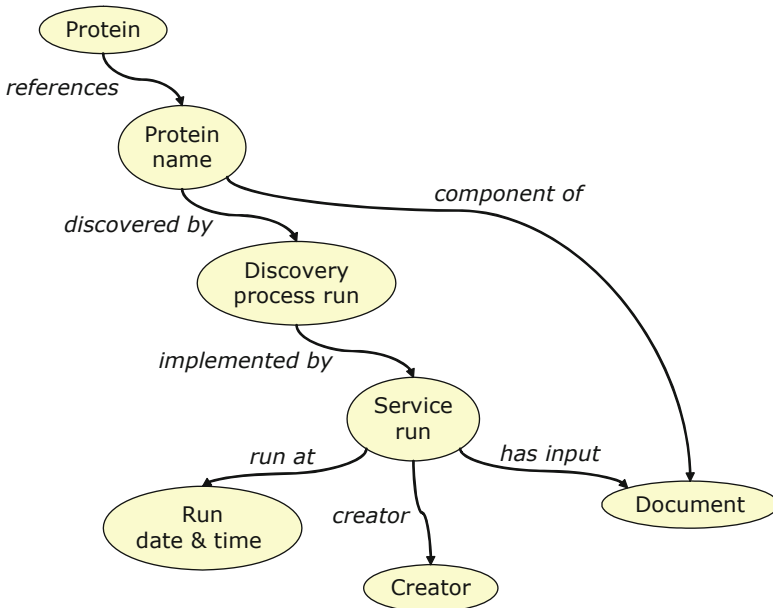 Protein
references
Protein
name
component of
discovered by
Discovery
process run
implemented by
Service
run
run at
has input
Run
date & time
creator
Document
Creator